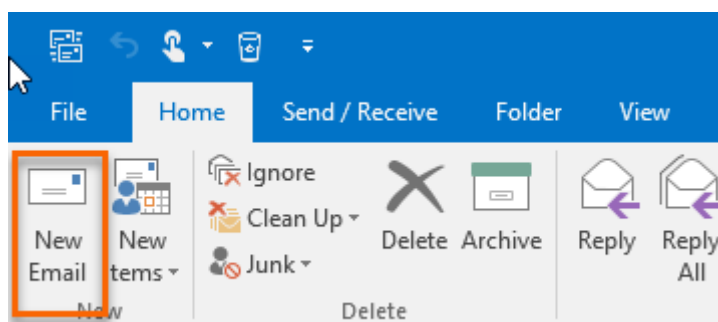 File Home Send / Receive Folder View
Ignore
Clean Up
Junk
New
Email
New
Items
Delete
Archive
Reply
Reply
All
New
Delete